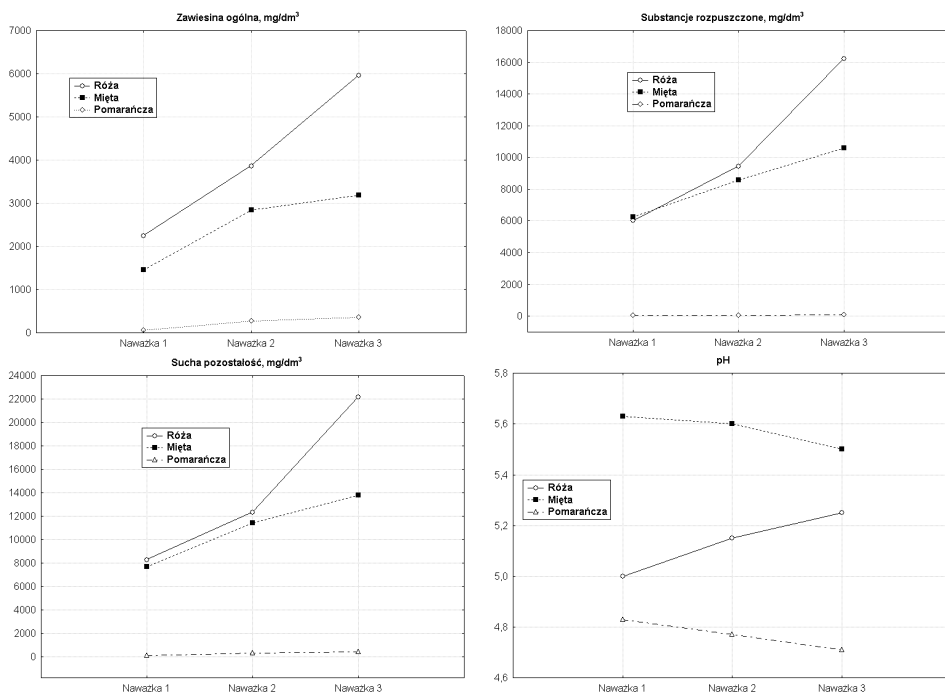 Zawiesina ogólna, mg/dm³
7000
6000
5000
4000
3000
2000
1000
0
Róża
Mięta
Pomarańcza
Naważka 1
Naważka 2
Naważka 3
Substancje rozpuszczone, mg/dm³
18000
16000
14000
12000
10000
8000
6000
4000
2000
0
Róża
Mięta
Pomarańcza
Naważka 1
Naważka 2
Naważka 3
Sucha pozostałość, mg/dm³
24000
22000
20000
18000
16000
14000
12000
10000
8000
6000
4000
2000
0
Róża
Mięta
Pomarańcza
Naważka 1
Naważka 2
Naważka 3
pH
5,8
5,6
5,4
5,2
5,0
4,8
4,6
Róża
Mięta
Pomarańcza
Naważka 1
Naważka 2
Naważka 3